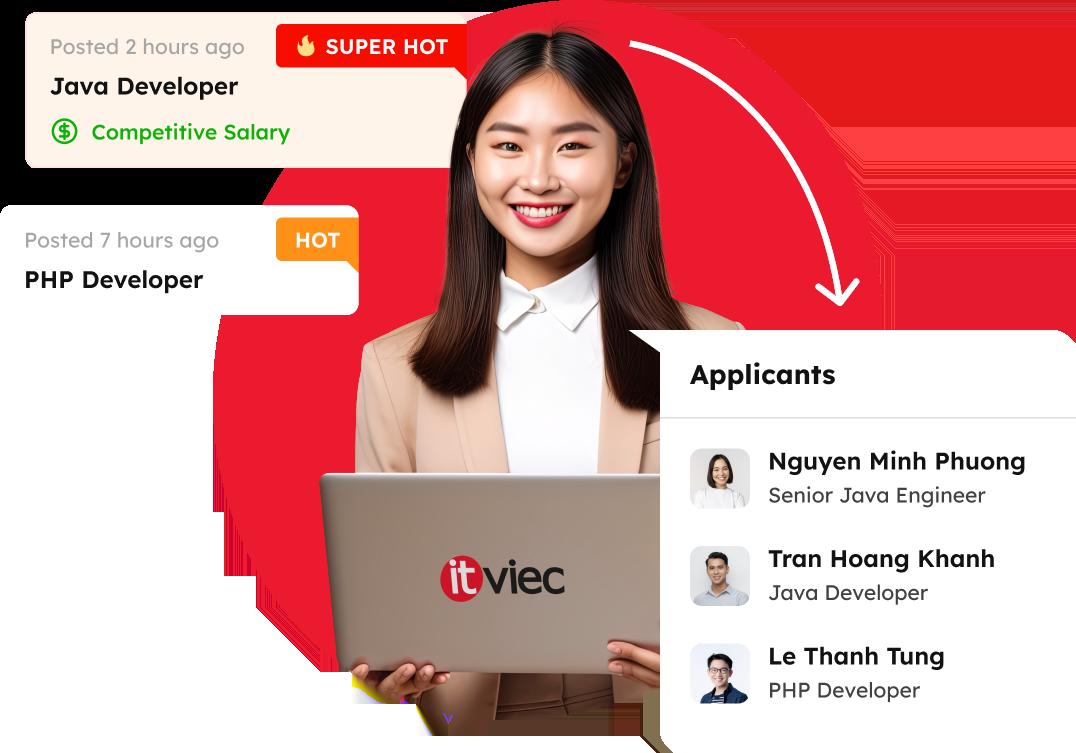 Posted 2 hours ago
SUPER HOT
Java Developer
Competitive Salary
Posted 7 hours ago
HOT
PHP Developer
itviec
Applicants
Nguyen Minh Phuong
Senior Java Engineer
Tran Hoang Khanh
Java Developer
Le Thanh Tung
PHP Developer